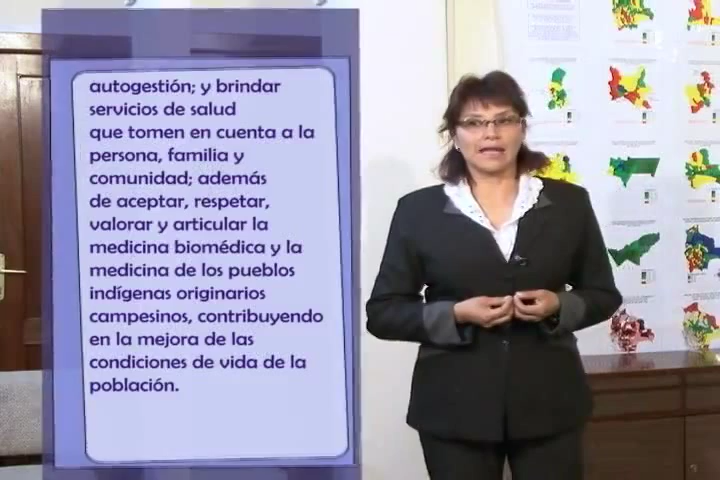 autogestión; y brindar
servicios de salud
que tomen en cuenta a la
persona, familia y
comunidad; además
de aceptar, respetar,
valorar y articular la
medicina biomédica y la
medicina de los pueblos
indígenas originarios
campesinos, contribuyendo
en la mejora de las
condiciones de vida de la
población.